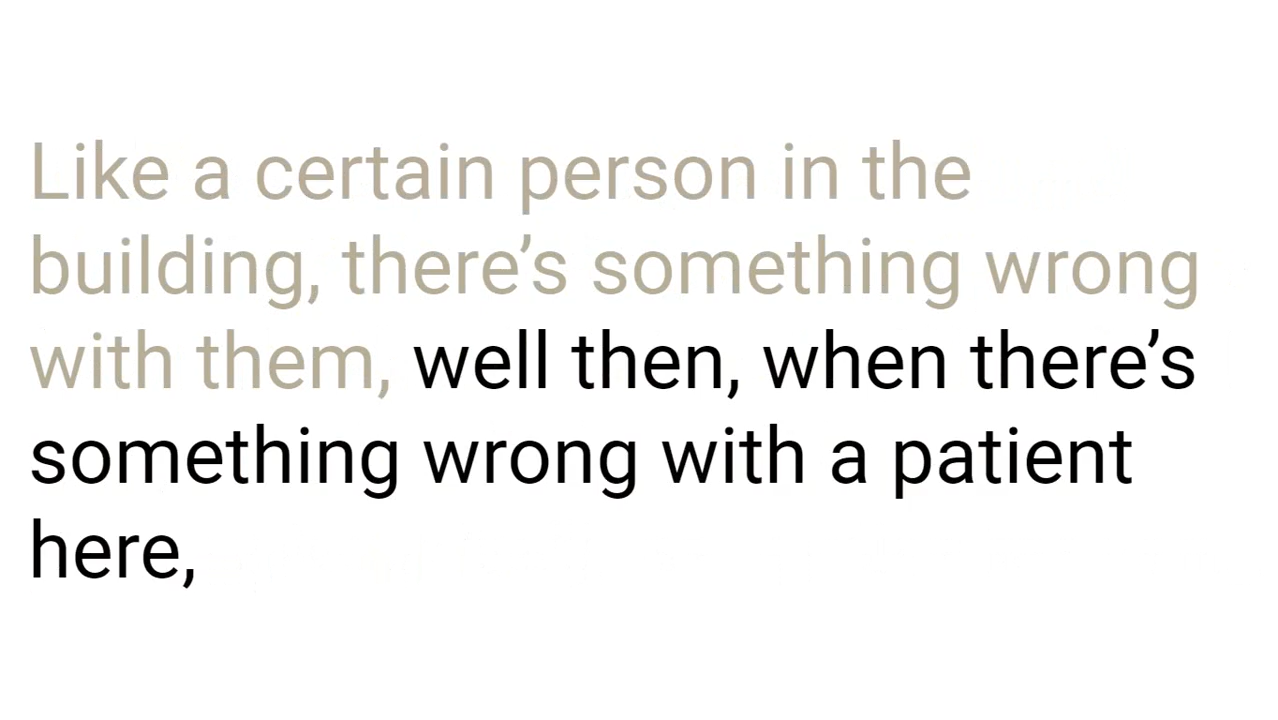 Like a certain person in the
building, there’s something wrong
with them, well then, when there’s
something wrong with a patient
here,